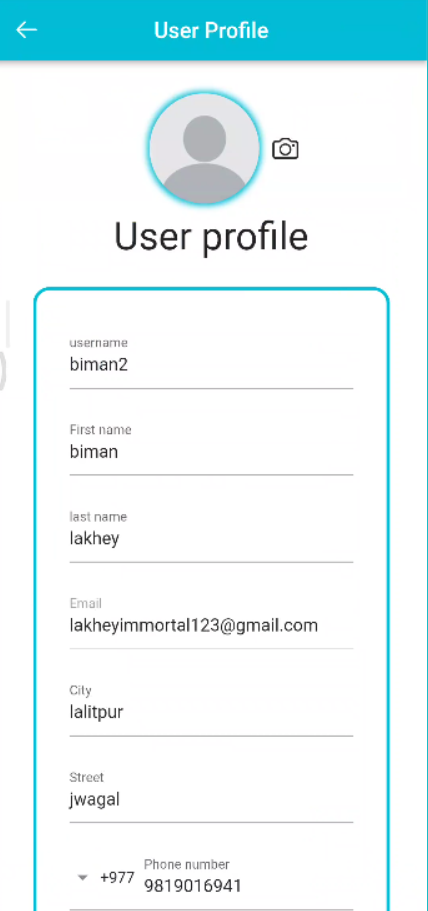 User Profile
User profile
username
biman2
First name
biman
last name
lakhey
Email
lakheyimmortal123@gmail.com
City
lalitpur
Street
jwagal
Phone number
+977 9819016941